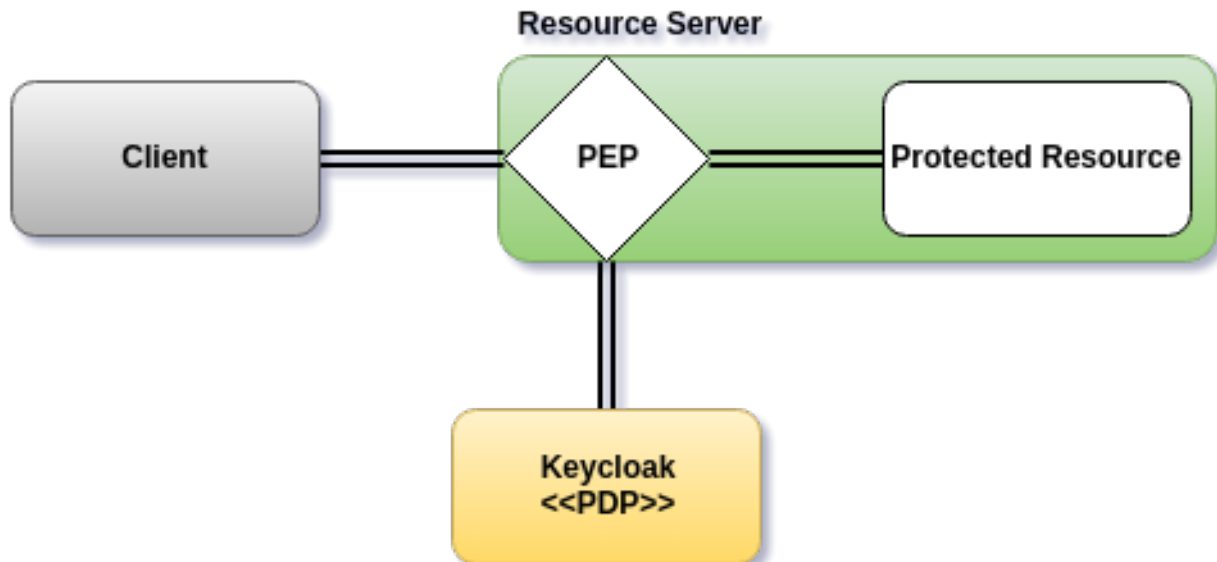 Resource Server
Client
PEP
Protected Resource
Keycloak
<<PDP>>